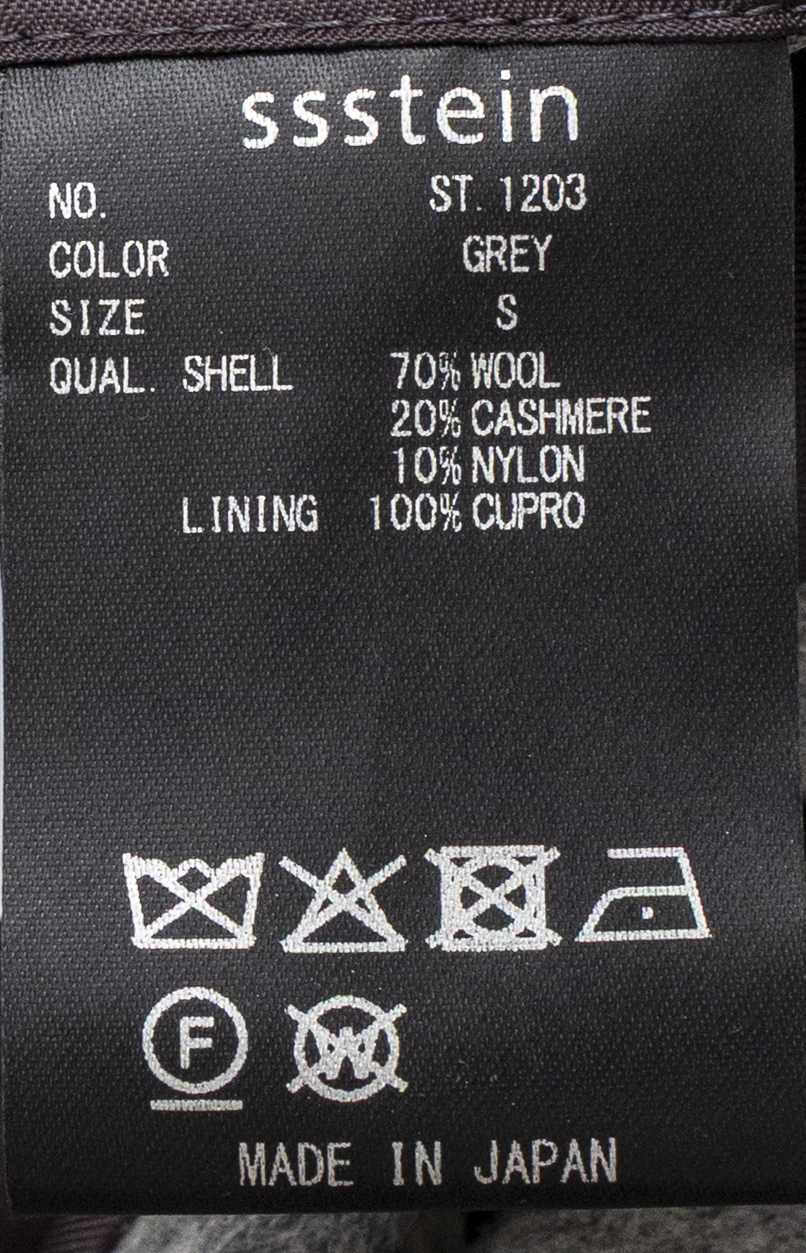 ssstein
NO. ST. 1203
COLOR GREY
SIZE S
QUAL. SHELL 70% WOOL
20% CASHMERE
10% NYLON
LINING 100% CUPRO
F W
MADE IN JAPAN